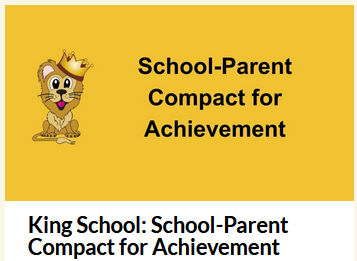 School-Parent
Compact for
Achievement
King School: School-Parent
Compact for Achievement